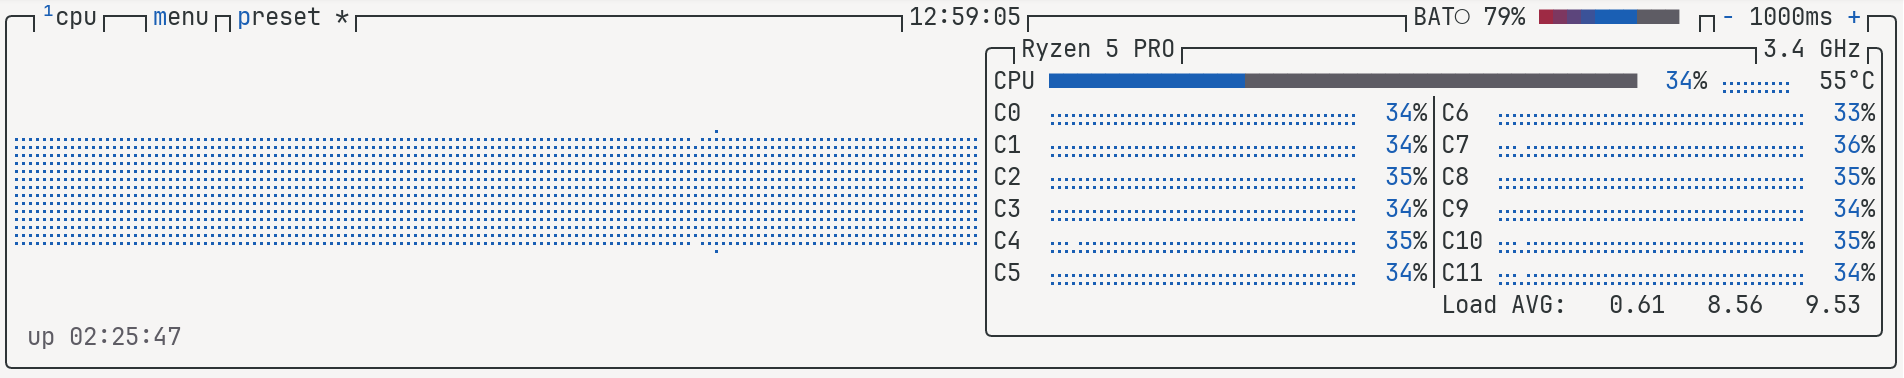 ¹cpu menu preset * 12:59:05 BAT○ 79% - 1000ms +
Ryzen 5 PRO 3.4 GHz
CPU 34% 55°C
C0 34% C6 33%
C1 34% C7 36%
C2 35% C8 35%
C3 34% C9 34%
C4 35% C10 35%
C5 34% C11 34%
Load AVG: 0.61 8.56 9.53
up 02:25:47